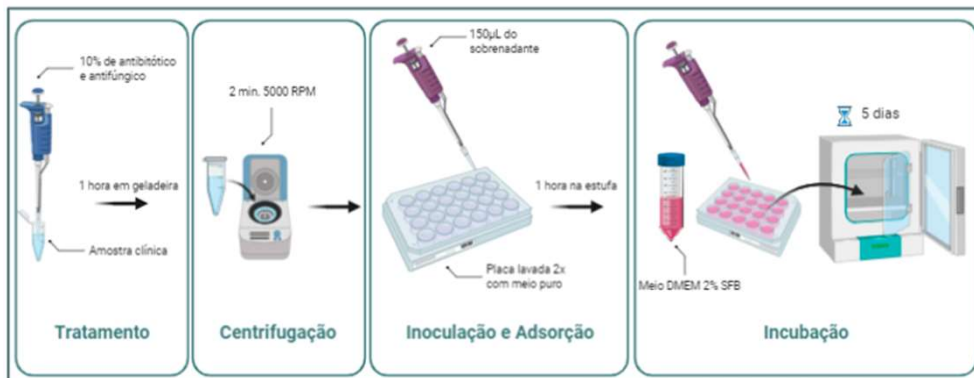 10% de antibitótico
e antifúngico
1 hora em geladeira
Amostra clínica
Tratamento
2 min. 5000 RPM
Centrifugação
150µL do
sobrenadante
1 hora na estufa
Placa lavada 2x
com meio puro
Inoculação e Adsorção
5 dias
Meio DMEM 2% SFB
Incubação